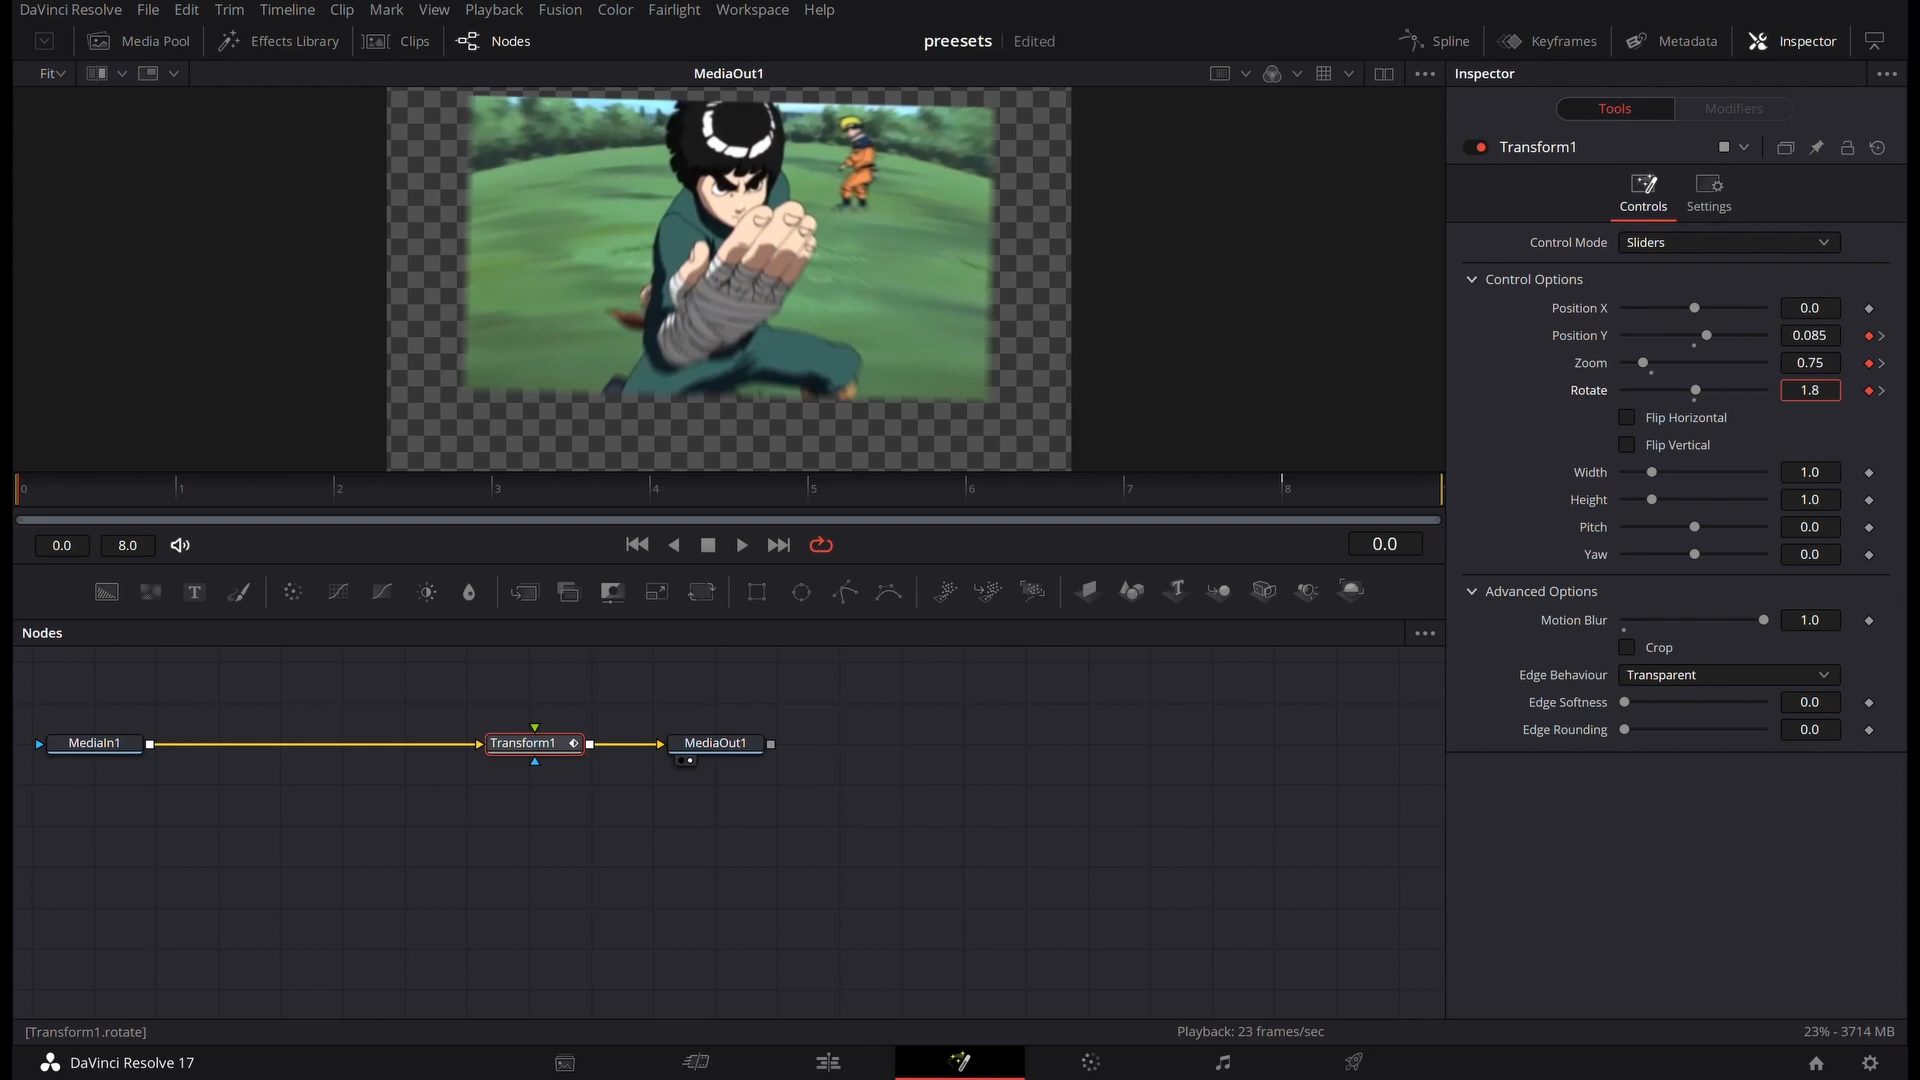 DaVinci Resolve File Edit Trim Timeline Clip Mark View Playback Fusion Color Fairlight Workspace Help
Media Pool Effects Library Clips Nodes preesets Edited Spline Keyframes Metadata Inspector
Fit MediaOut1 Inspector
Tools Modifiers
Transform1
Controls Settings
Control Mode Sliders
Control Options
Position X 0.0
Position Y 0.085
Zoom 0.75
Rotate 1.8
Flip Horizontal
Flip Vertical
Width 1.0
Height 1.0
Pitch 0.0
Yaw 0.0
Advanced Options
Motion Blur 1.0
Crop
Edge Behaviour Transparent
Edge Softness 0.0
Edge Rounding 0.0
0 1 2 3 4 5 6 7 8
0.0 8.0 0.0
T T
Nodes
MediaIn1 Transform1 MediaOut1
[Transform1.rotate] Playback: 23 frames/sec 23% - 3714 MB
DaVinci Resolve 17